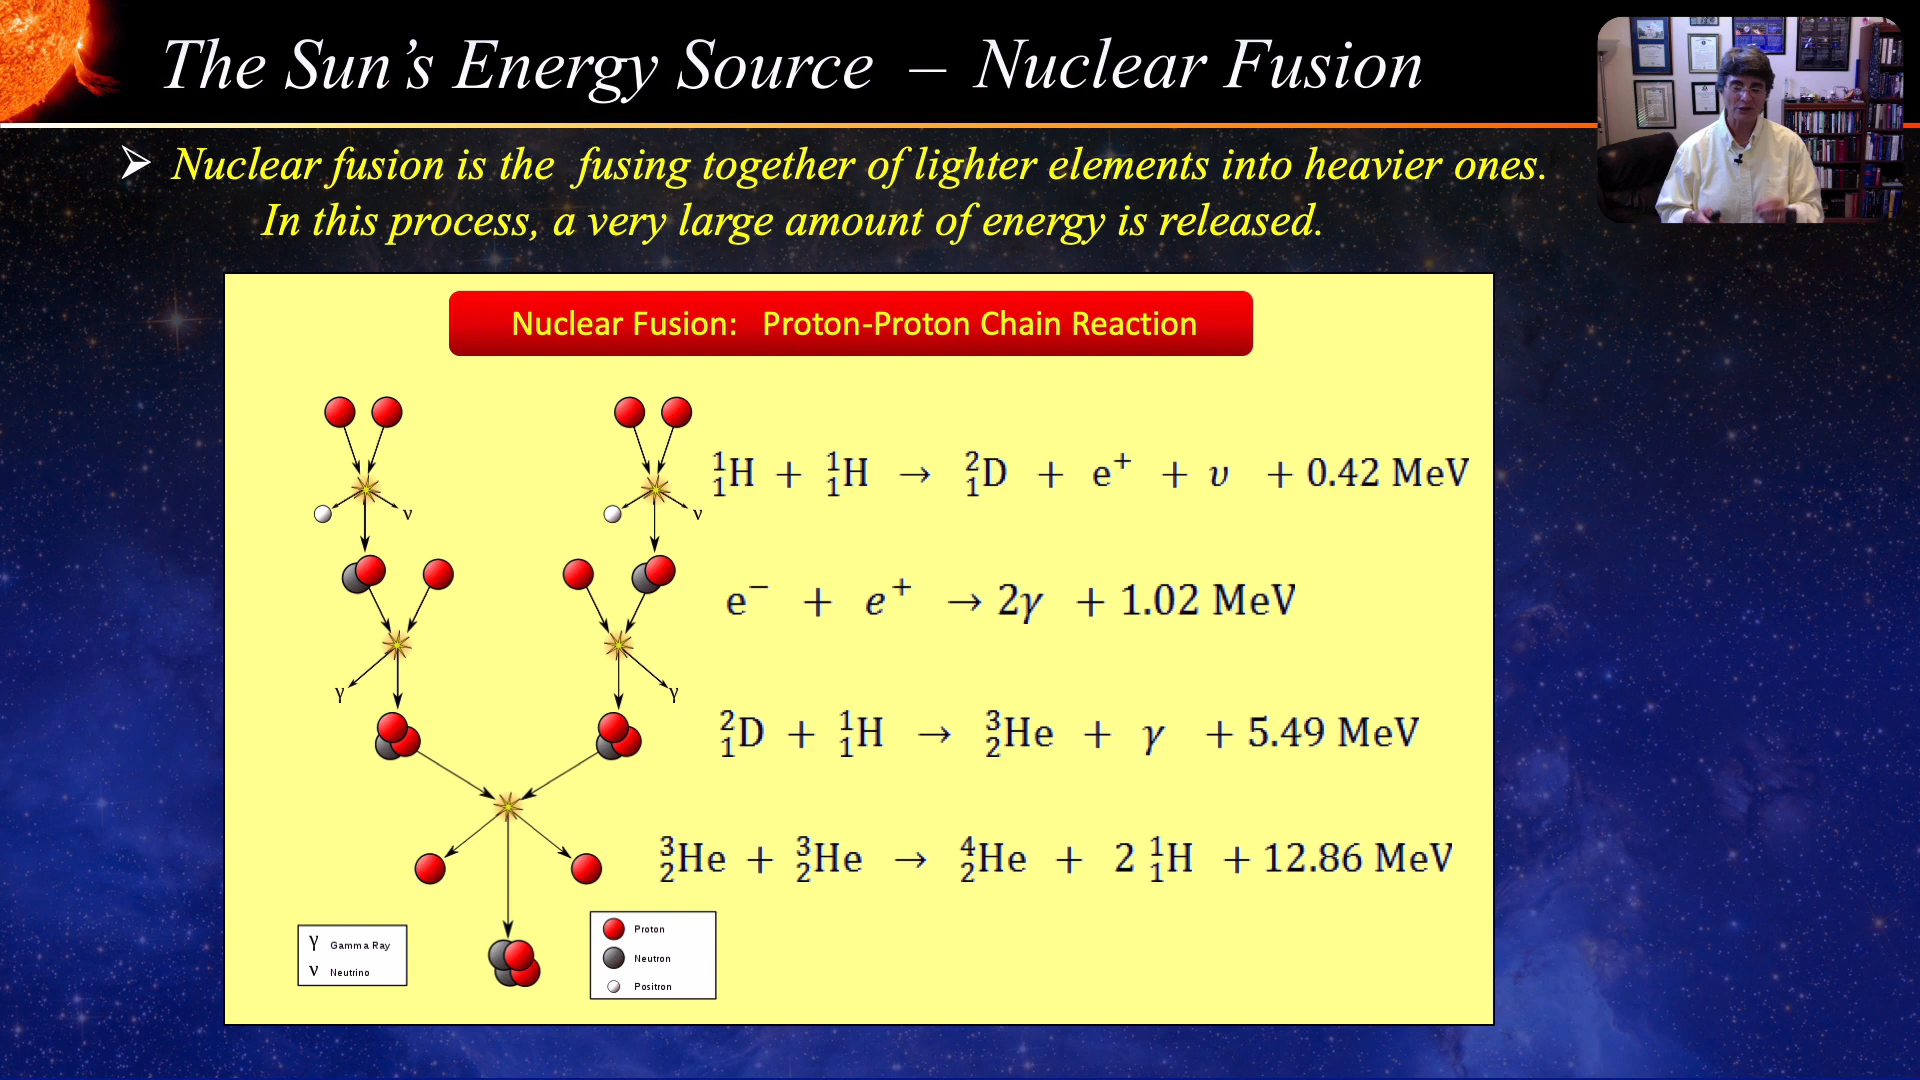 The Sun’s Energy Source – Nuclear Fusion
➢ Nuclear fusion is the fusing together of lighter elements into heavier ones.
In this process, a very large amount of energy is released.
Nuclear Fusion: Proton-Proton Chain Reaction
ν ν
γ γ
¹₁H + ¹₁H → ²₁D + e⁺ + υ + 0.42 MeV
e⁻ + e⁺ → 2γ + 1.02 MeV
²₁D + ¹₁H → ³₂He + γ + 5.49 MeV
³₂He + ³₂He → ⁴₂He + 2 ¹₁H + 12.86 MeV
γ Gamma Ray
ν Neutrino
Proton
Neutron
Positron